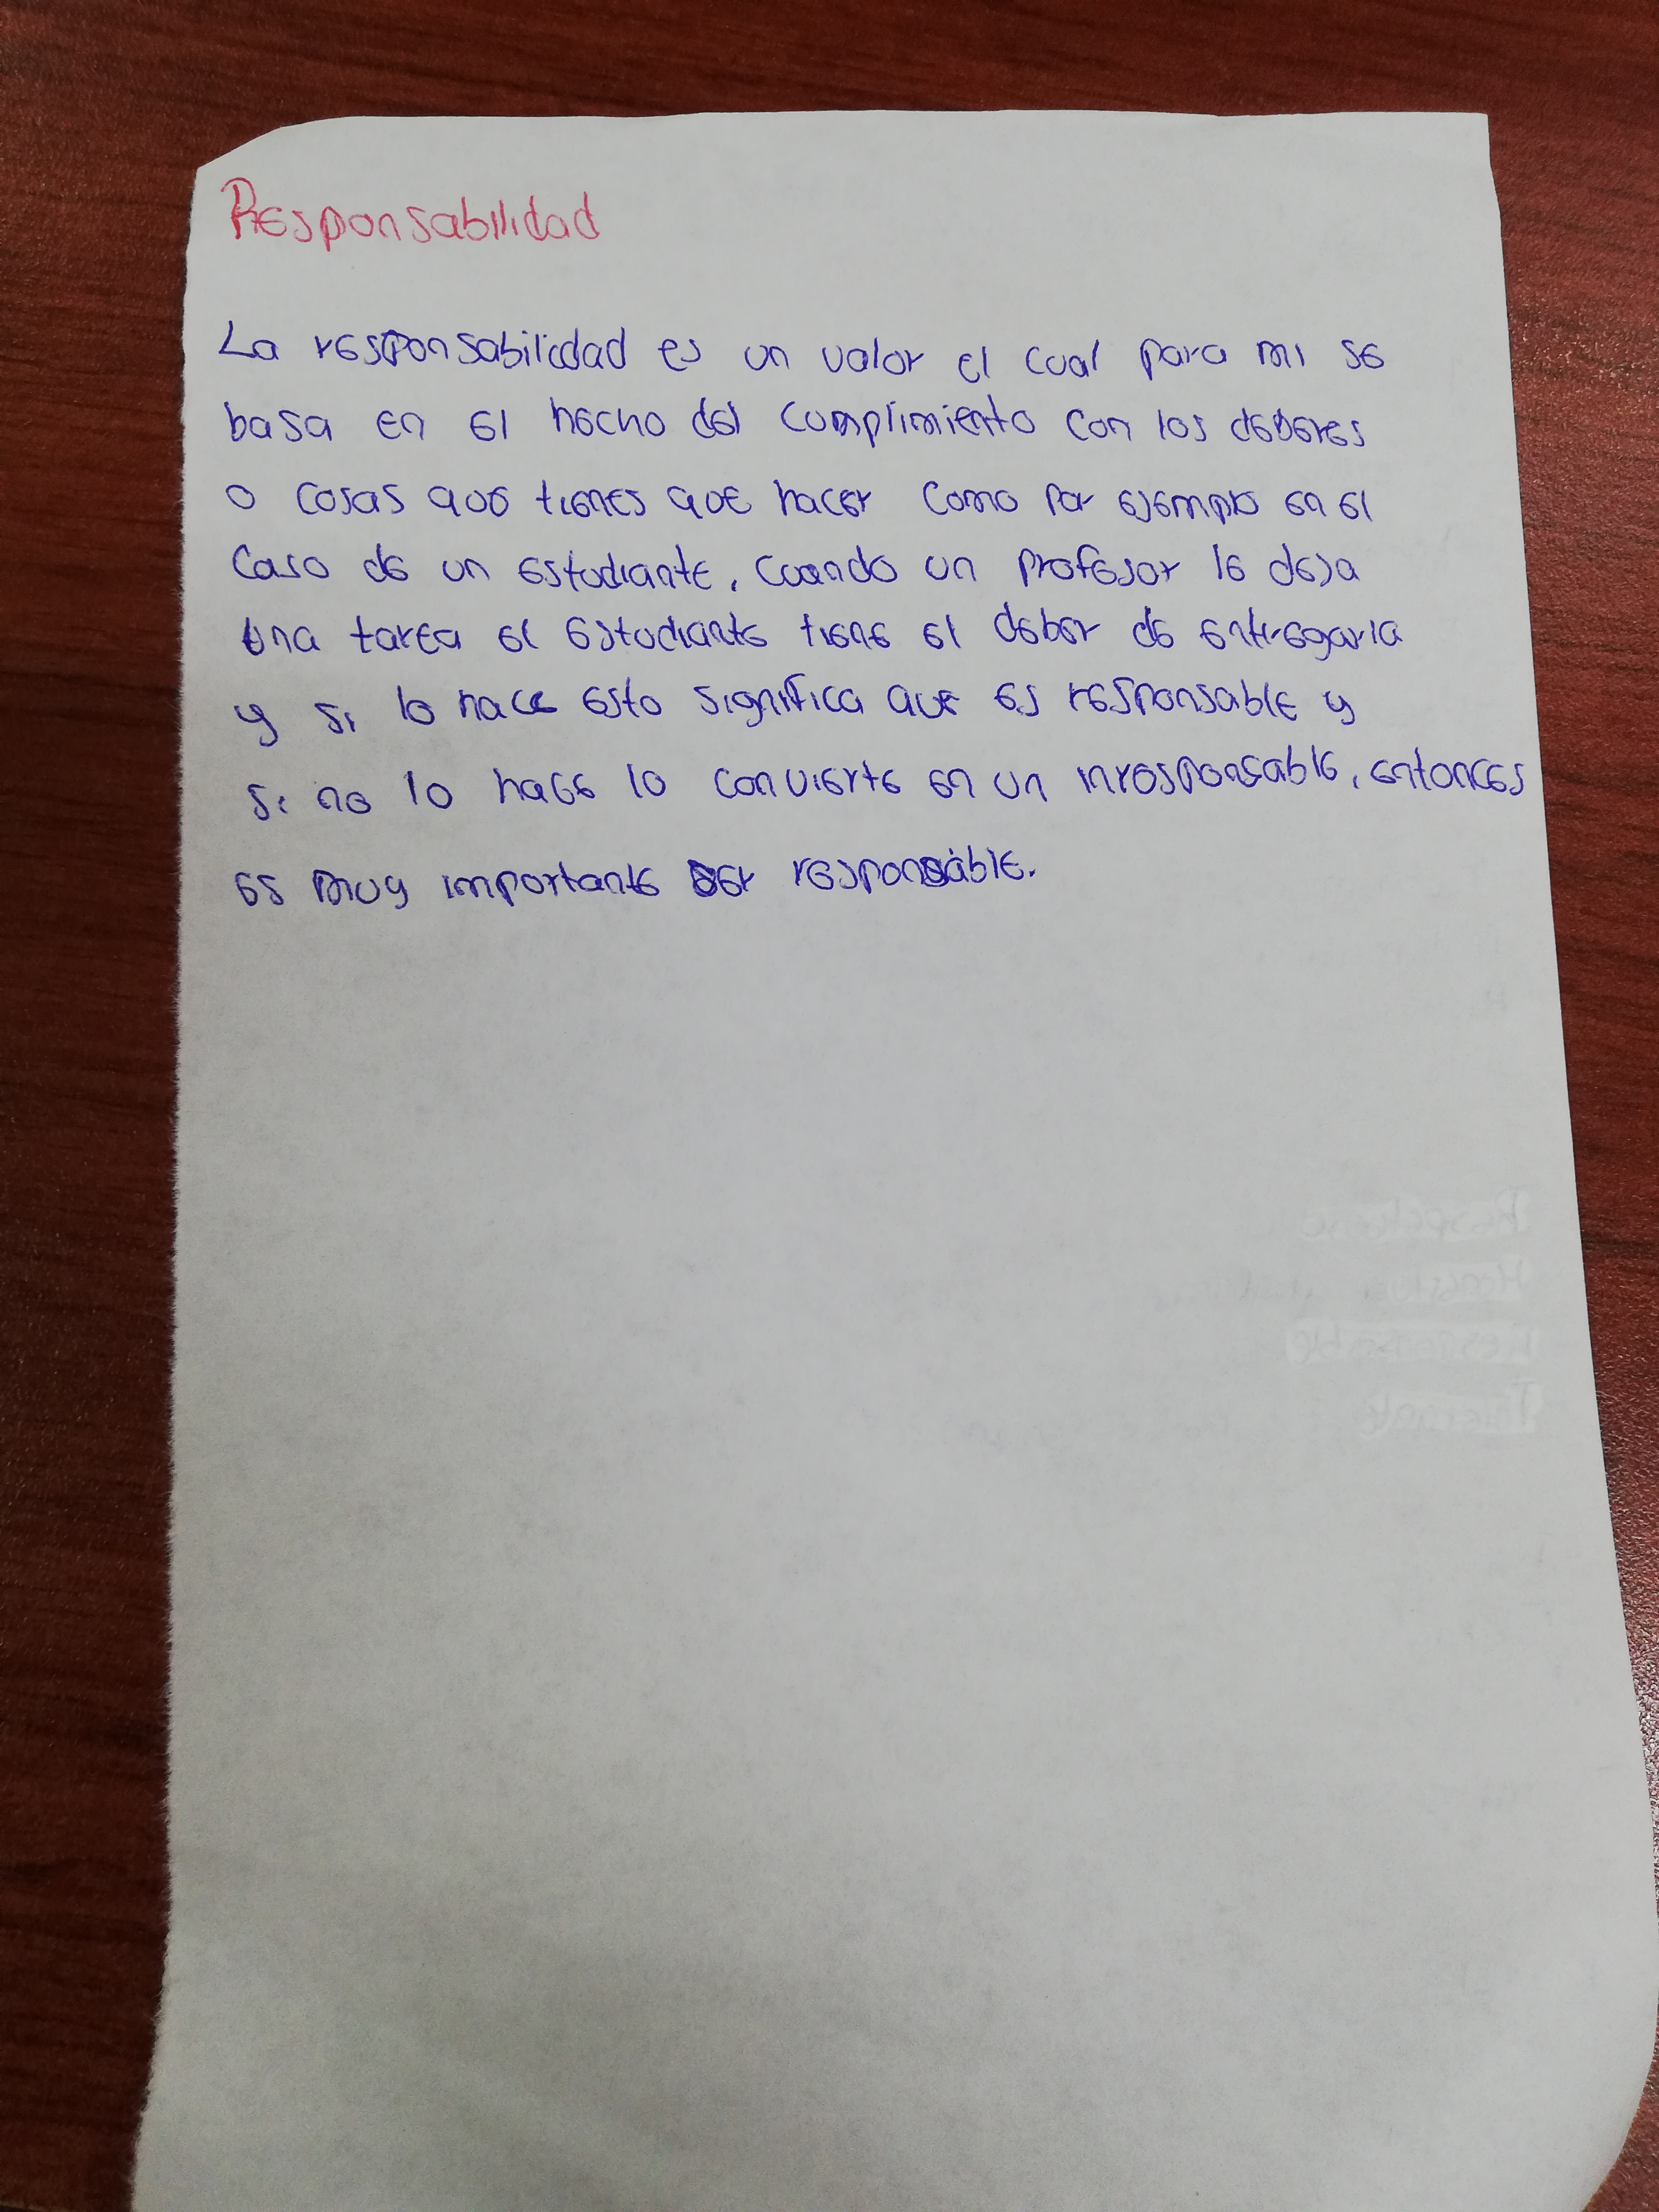 Responsabilidad
La responsabilidad es un valor el cual para mi se
basa en el hecho del cumplimiento con los deberes
o cosas que tienes que hacer como por ejemplo en el
caso de un estudiante, cuando un profesor le deja
una tarea el estudiante tiene el deber de entregarla
y si lo hace esto significa que es responsable y
si no lo hace lo convierte en un inresponsable, entonces
es muy importante ser responsable.